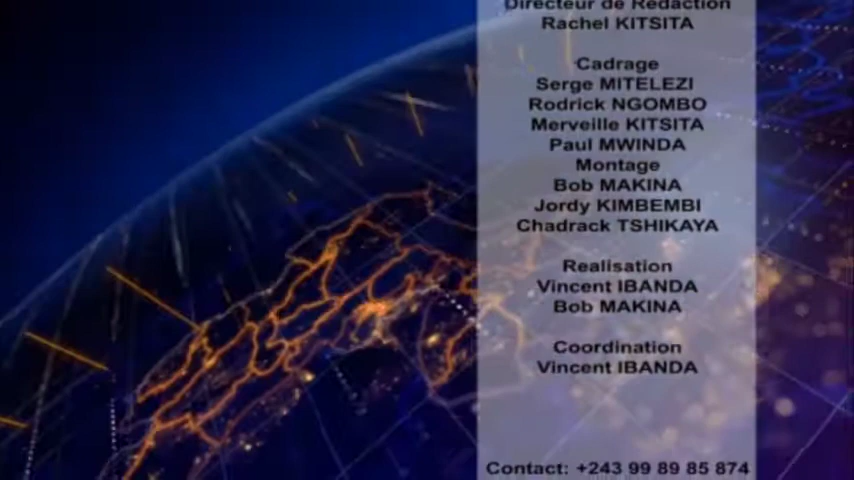 Directeur de Rédaction
Rachel KITSITA
Cadrage
Serge MITELEZI
Rodrick NGOMBO
Merveille KITSITA
Paul MWINDA
Montage
Bob MAKINA
Jordy KIMBEMBI
Chadrack TSHIKAYA
Realisation
Vincent IBANDA
Bob MAKINA
Coordination
Vincent IBANDA
Contact: +243 99 89 85 874